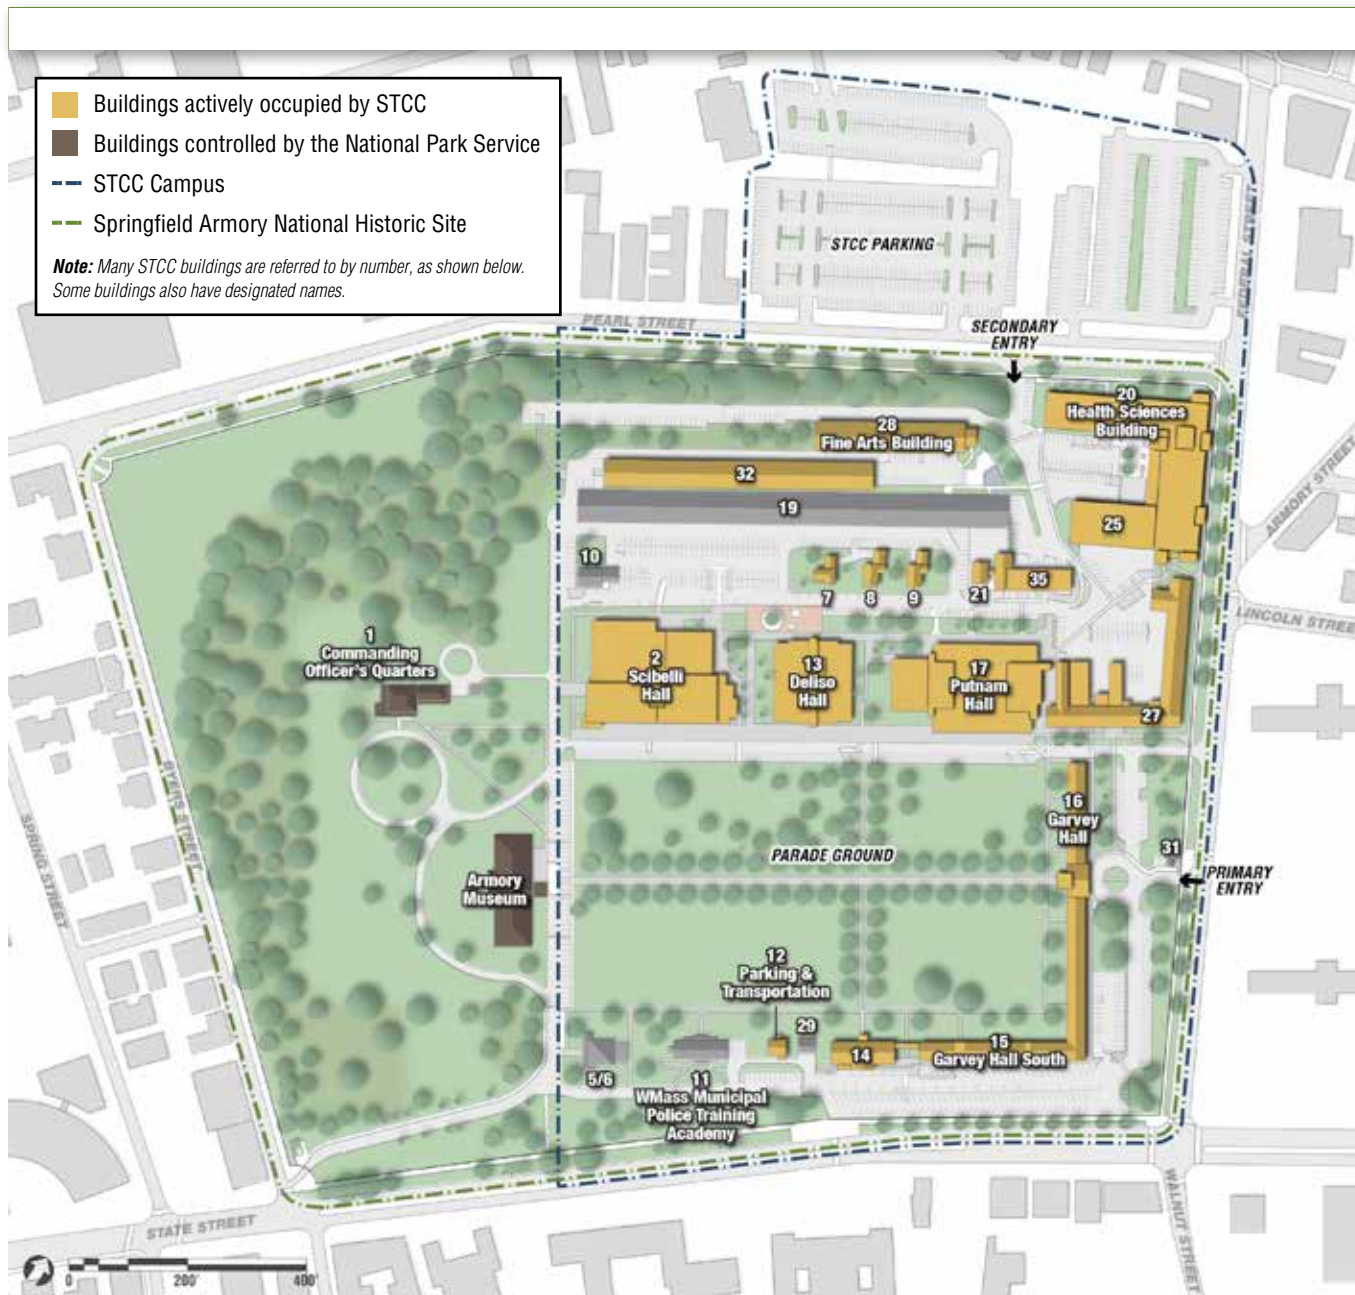 Buildings actively occupied by STCC
Buildings controlled by the National Park Service
STCC Campus
Springfield Armory National Historic Site
Note: Many STCC buildings are referred to by number, as shown below.
Some buildings also have designated names.
STCC PARKING
FEDERAL STREET
PEARL STREET
SECONDARY
ENTRY
20
Health Sciences
Building
28
Fine Arts Building
32
19
25
ARMORY STREET
10
7
8
9
21
35
LINCOLN STREET
1
Commanding
Officer's Quarters
2
Scibelli
Hall
13
Deliso
Hall
17
Putnam
Hall
27
BYERS STREET
SPRING STREET
16
Garvey
Hall
PARADE GROUND
31
PRIMARY
ENTRY
Armory
Museum
12
Parking &
Transportation
29
14
15
Garvey Hall South
5/6
11
WMass Municipal
Police Training
Academy
WALNUT STREET
STATE STREET
0
200'
400'